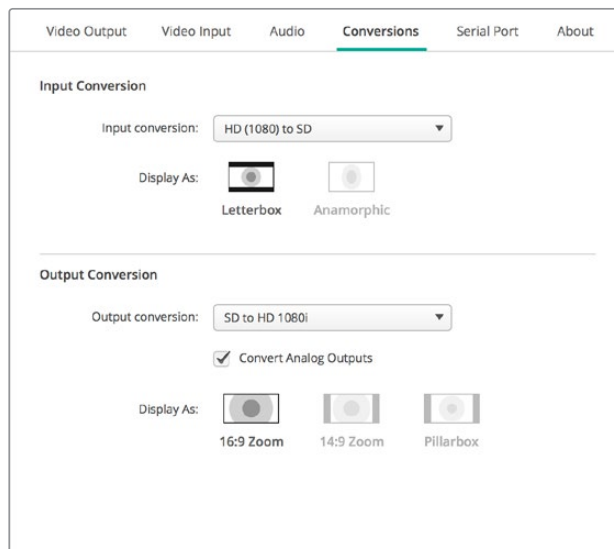 Video Output Video Input Audio Conversions Serial Port About
Input Conversion
Input conversion: HD (1080) to SD
Display As:
Letterbox Anamorphic
Output Conversion
Output conversion: SD to HD 1080i
Convert Analog Outputs
Display As:
16:9 Zoom 14:9 Zoom Pillarbox